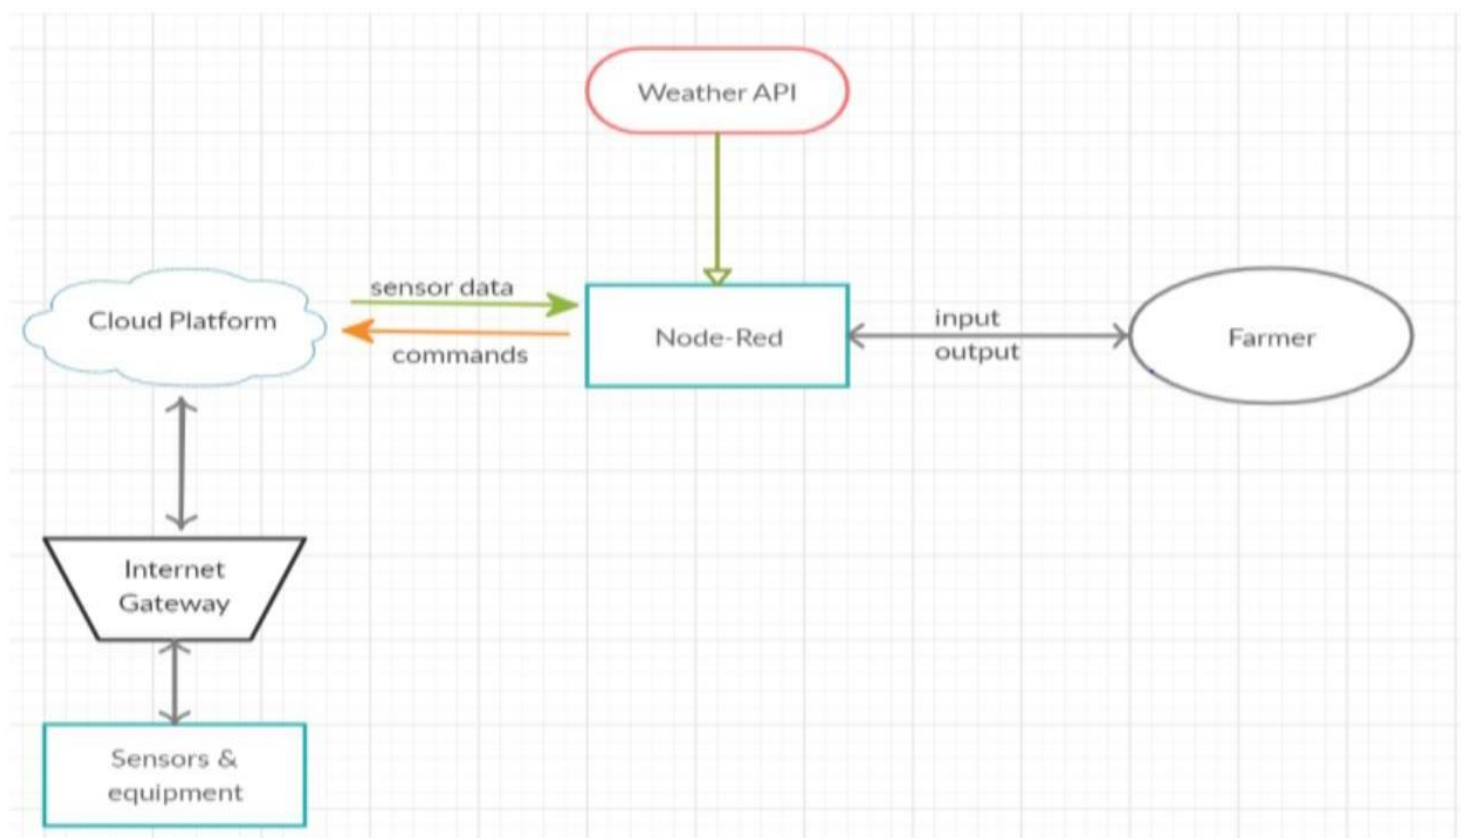 Weather API
sensor data
Cloud Platform
commands
Node-Red
input
output
Farmer
Internet
Gateway
Sensors &
equipment